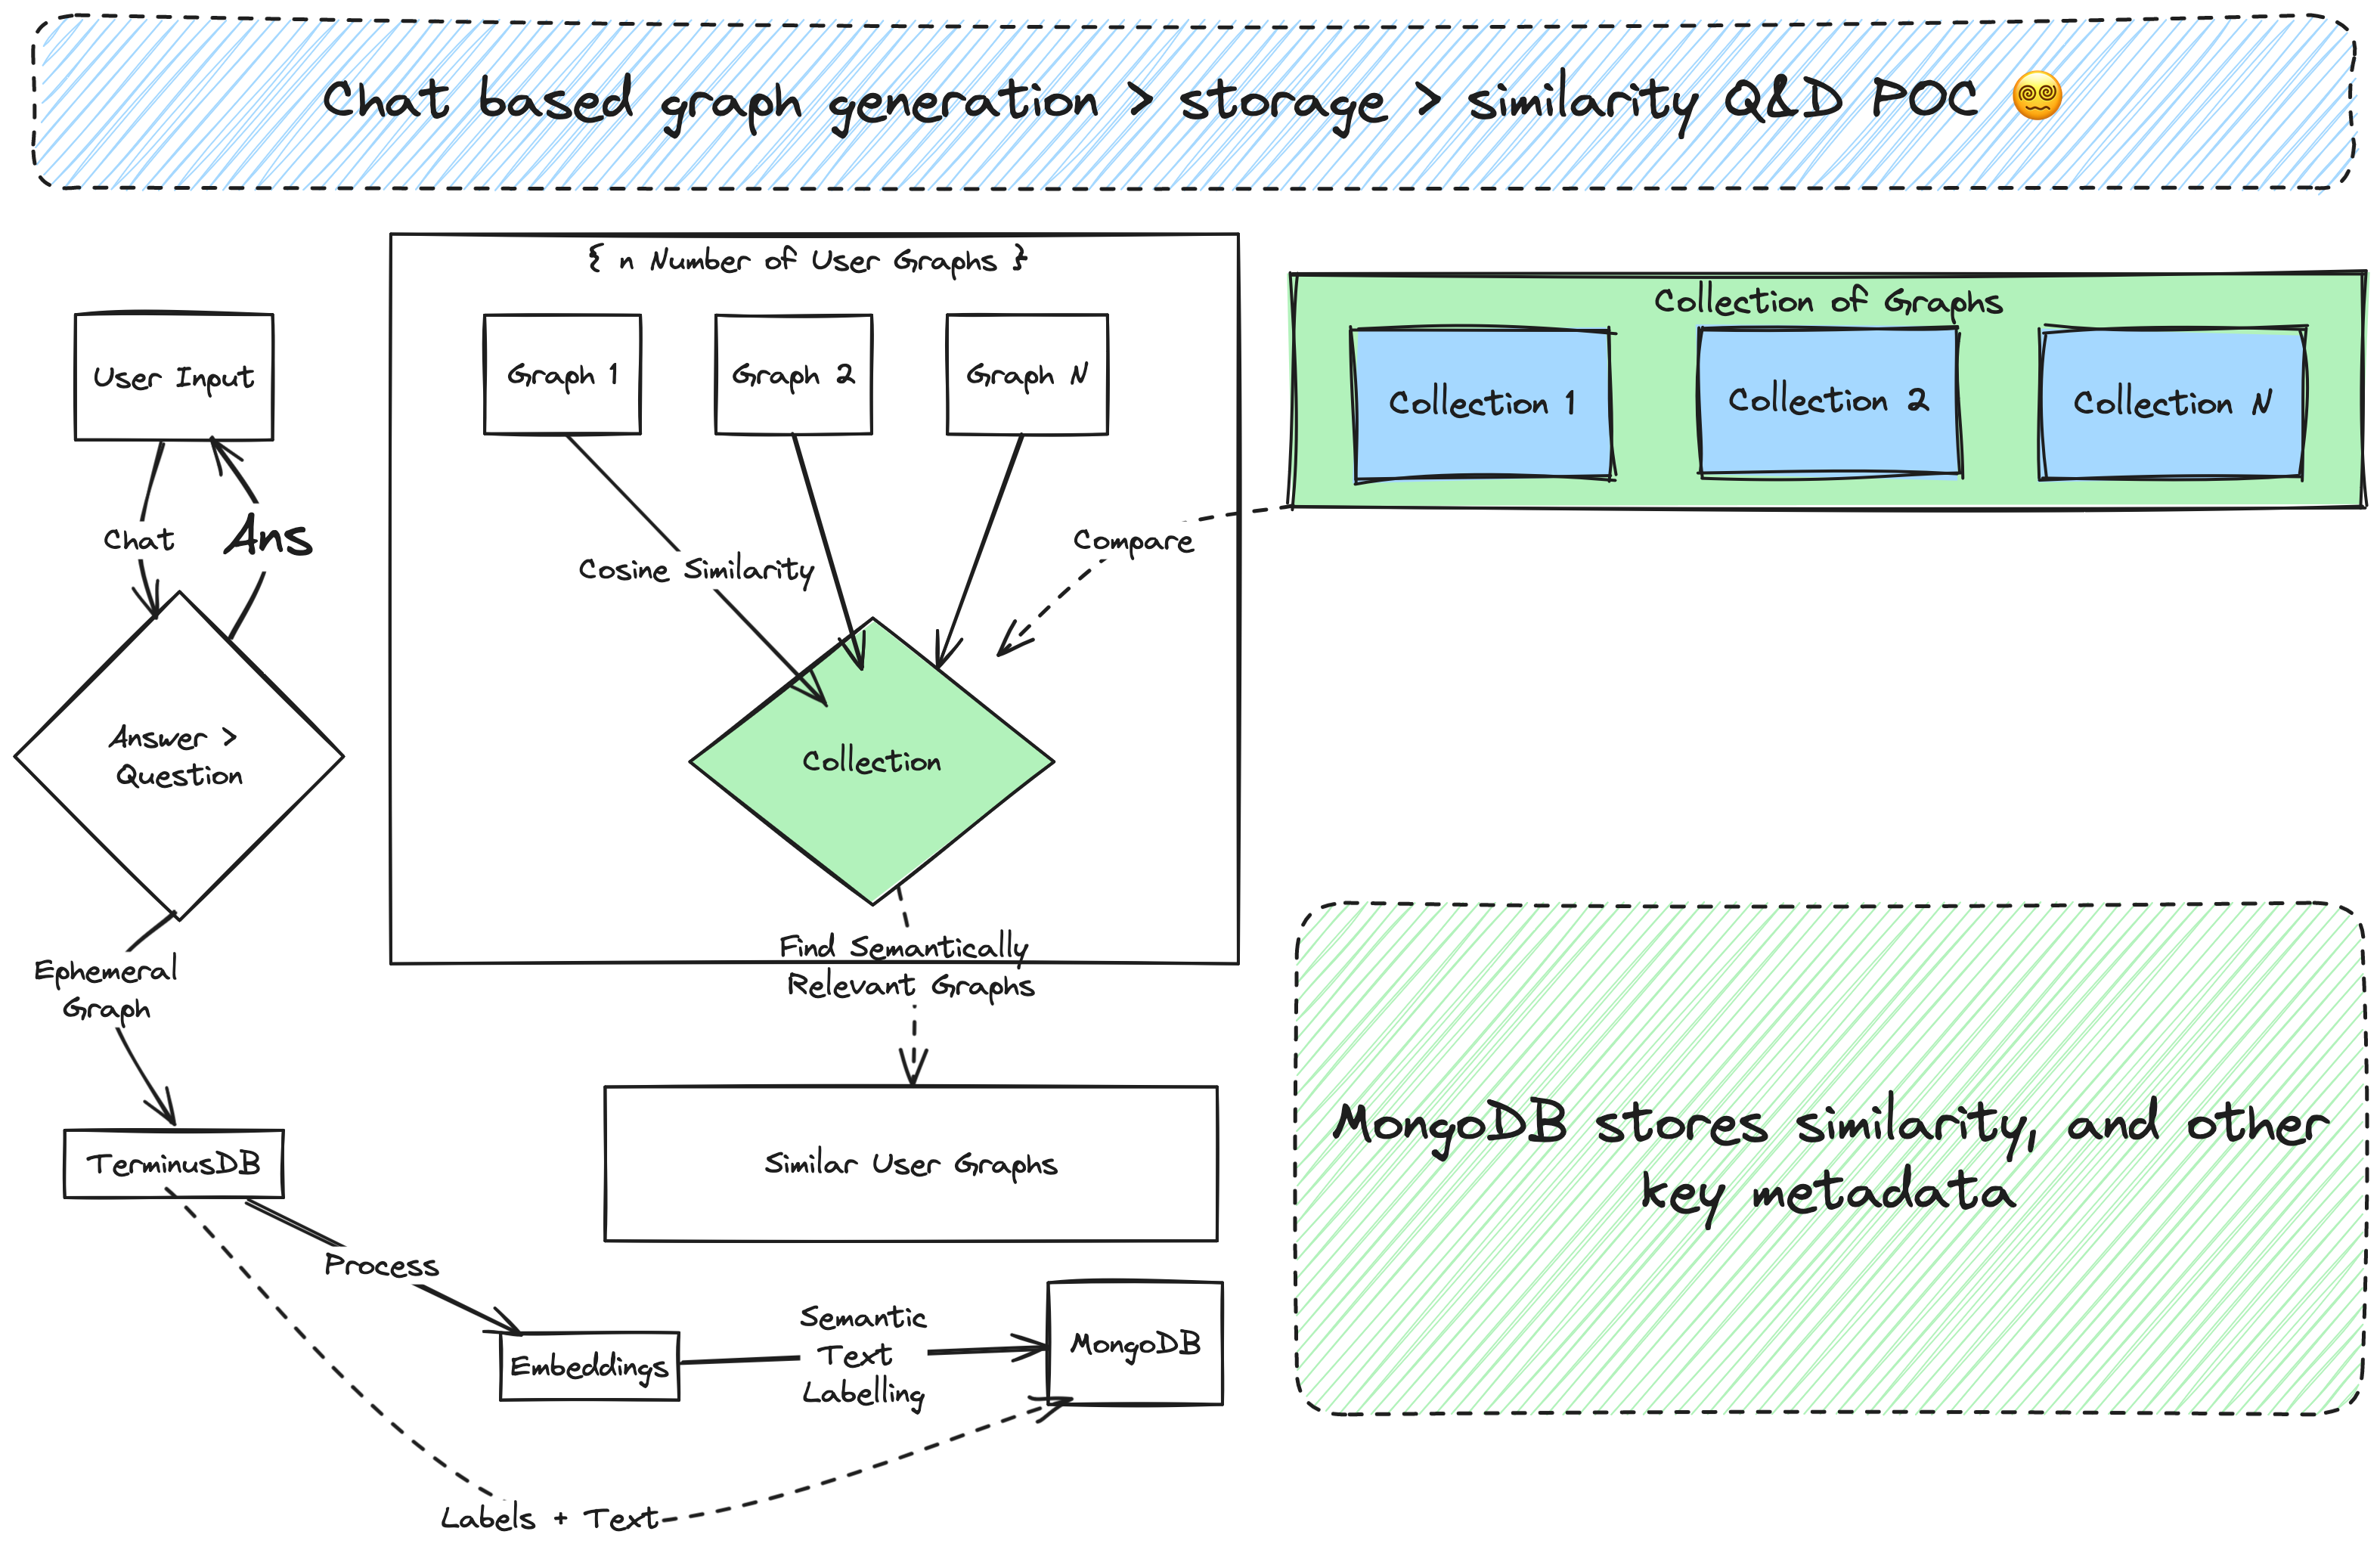 Chat based graph generation > storage > similarity Q&D POC 😵‍💫
{ n Number of User Graphs }
Graph 1
Graph 2
Graph N
Cosine Similarity
Collection
Find Semantically
Relevant Graphs
Similar User Graphs
Collection of Graphs
Collection 1
Collection 2
Collection N
Compare
User Input
Chat
Ans
Answer >
Question
Ephemeral
Graph
TerminusDB
Process
Embeddings
Semantic
Text
Labelling
MongoDB
Labels + Text
MongoDB stores similarity, and other
key metadata